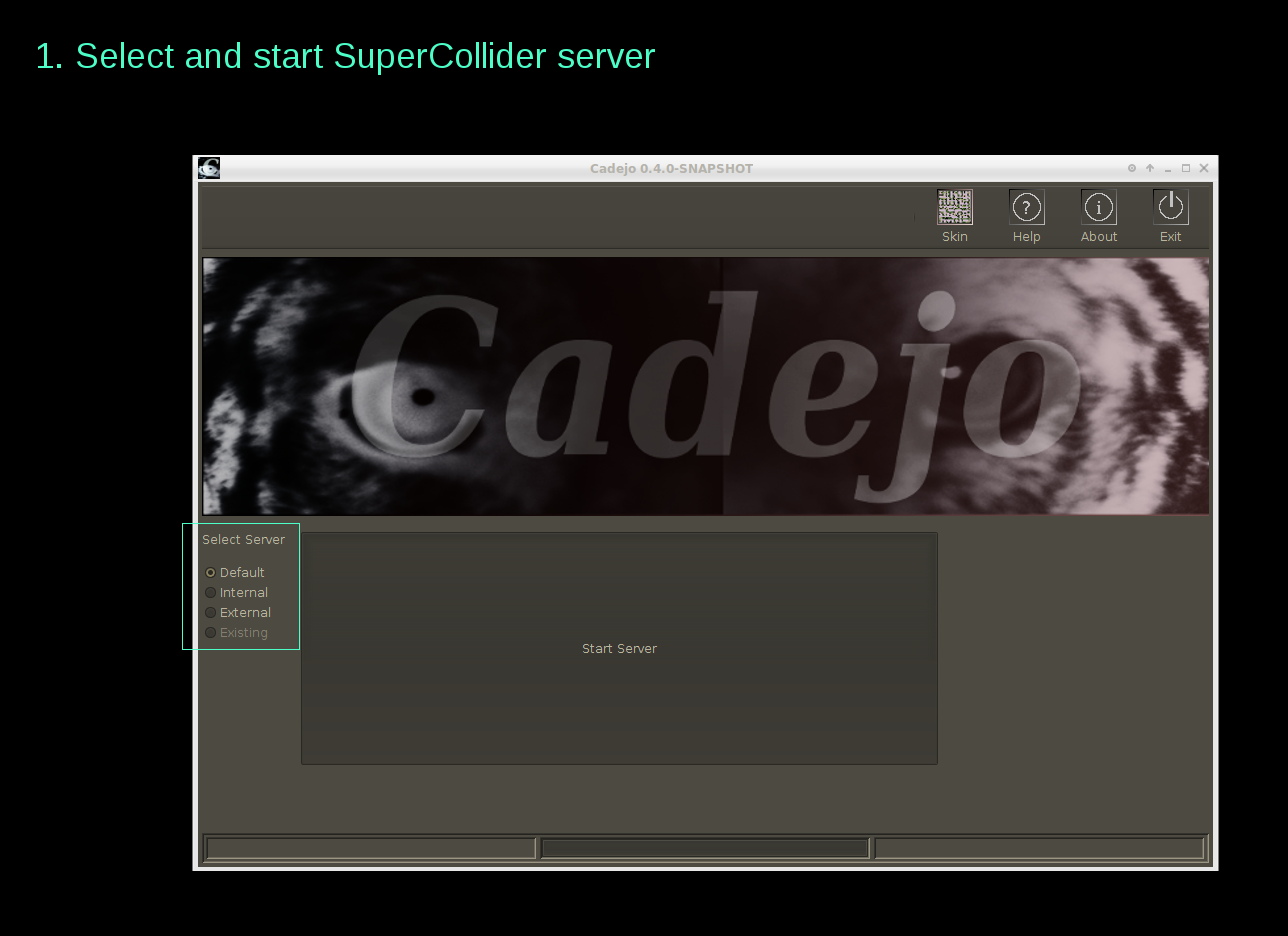 1. Select and start SuperCollider server
Cadejo 0.4.0-SNAPSHOT
Skin Help About Exit
Cadejo
Select Server
Default
Internal
External
Existing
Start Server